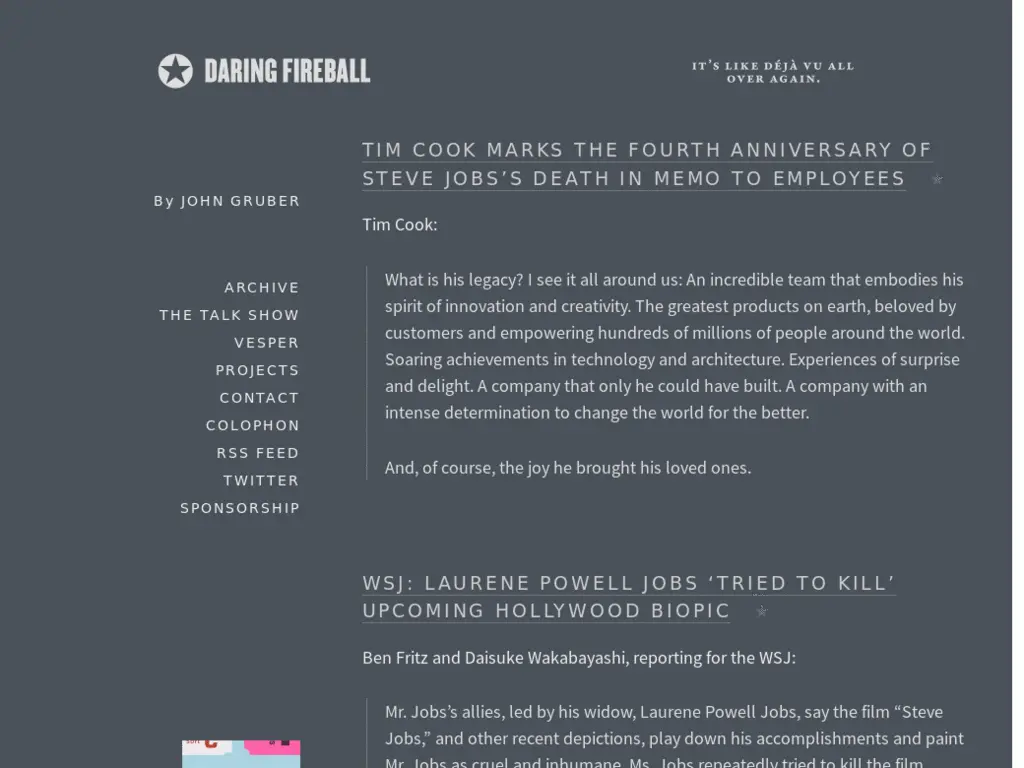 DARING FIREBALL
IT'S LIKE DÉJÀ VU ALL
OVER AGAIN.
By JOHN GRUBER
ARCHIVE
THE TALK SHOW
VESPER
PROJECTS
CONTACT
COLOPHON
RSS FEED
TWITTER
SPONSORSHIP
TIM COOK MARKS THE FOURTH ANNIVERSARY OF
STEVE JOBS’S DEATH IN MEMO TO EMPLOYEES ★
Tim Cook:
What is his legacy? I see it all around us: An incredible team that embodies his
spirit of innovation and creativity. The greatest products on earth, beloved by
customers and empowering hundreds of millions of people around the world.
Soaring achievements in technology and architecture. Experiences of surprise
and delight. A company that only he could have built. A company with an
intense determination to change the world for the better.
And, of course, the joy he brought his loved ones.
WSJ: LAURENE POWELL JOBS ‘TRIED TO KILL’
UPCOMING HOLLYWOOD BIOPIC ★
Ben Fritz and Daisuke Wakabayashi, reporting for the WSJ:
Mr. Jobs’s allies, led by his widow, Laurene Powell Jobs, say the film “Steve
Jobs,” and other recent depictions, play down his accomplishments and paint
Mr. Jobs as cruel and inhumane. Ms. Jobs repeatedly tried to kill the film